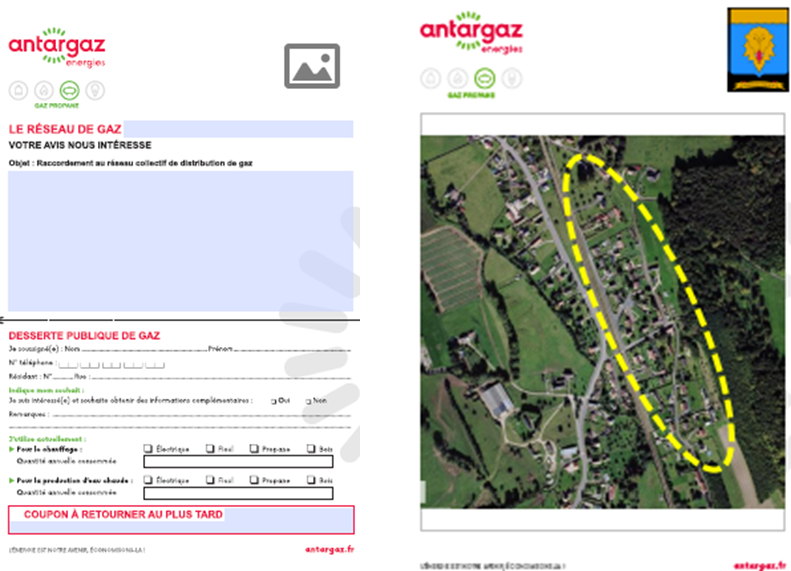 antargaz
energies
GAZ PROPANE
LE RÉSEAU DE GAZ
VOTRE AVIS NOUS INTÉRESSE
Objet : Raccordement au réseau collectif de distribution de gaz
DESSERTE PUBLIQUE DE GAZ
Je soussigné(e) : Nom Prénom
N° téléphone :
Résidant : N° Rue :
Indique mon souhait :
Je suis intéressé(e) et souhaite obtenir des informations complémentaires : Oui Non
Remarques :
J'utilise actuellement :
Pour le chauffage : Électrique Fioul Propane Bois
Quantité annuelle consommée
Pour la production d'eau chaude : Électrique Fioul Propane Bois
Quantité annuelle consommée
COUPON À RETOURNER AU PLUS TARD
L'ÉNERGIE EST NOTRE AVENIR, ÉCONOMISONS-LA ! antargaz.fr
antargaz
energies
GAZ PROPANE
L'ÉNERGIE EST NOTRE AVENIR, ÉCONOMISONS-LA ! antargaz.fr